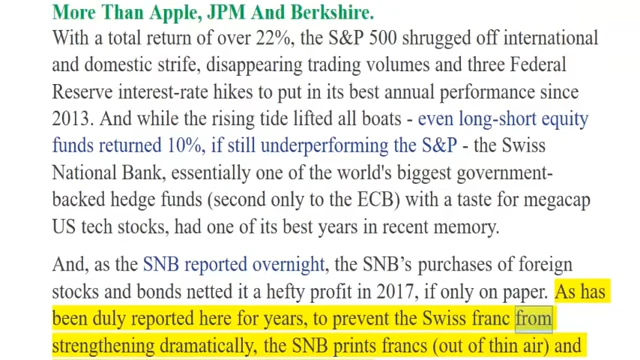 More Than Apple, JPM And Berkshire.
With a total return of over 22%, the S&P 500 shrugged off international
and domestic strife, disappearing trading volumes and three Federal
Reserve interest-rate hikes to put in its best annual performance since
2013. And while the rising tide lifted all boats - even long-short equity
funds returned 10%, if still underperforming the S&P - the Swiss
National Bank, essentially one of the world's biggest government-
backed hedge funds (second only to the ECB) with a taste for megacap
US tech stocks, had one of its best years in recent memory.
And, as the SNB reported overnight, the SNB's purchases of foreign
stocks and bonds netted it a hefty profit in 2017, if only on paper. As has
been duly reported here for years, to prevent the Swiss franc from
strengthening dramatically, the SNB prints francs (out of thin air) and